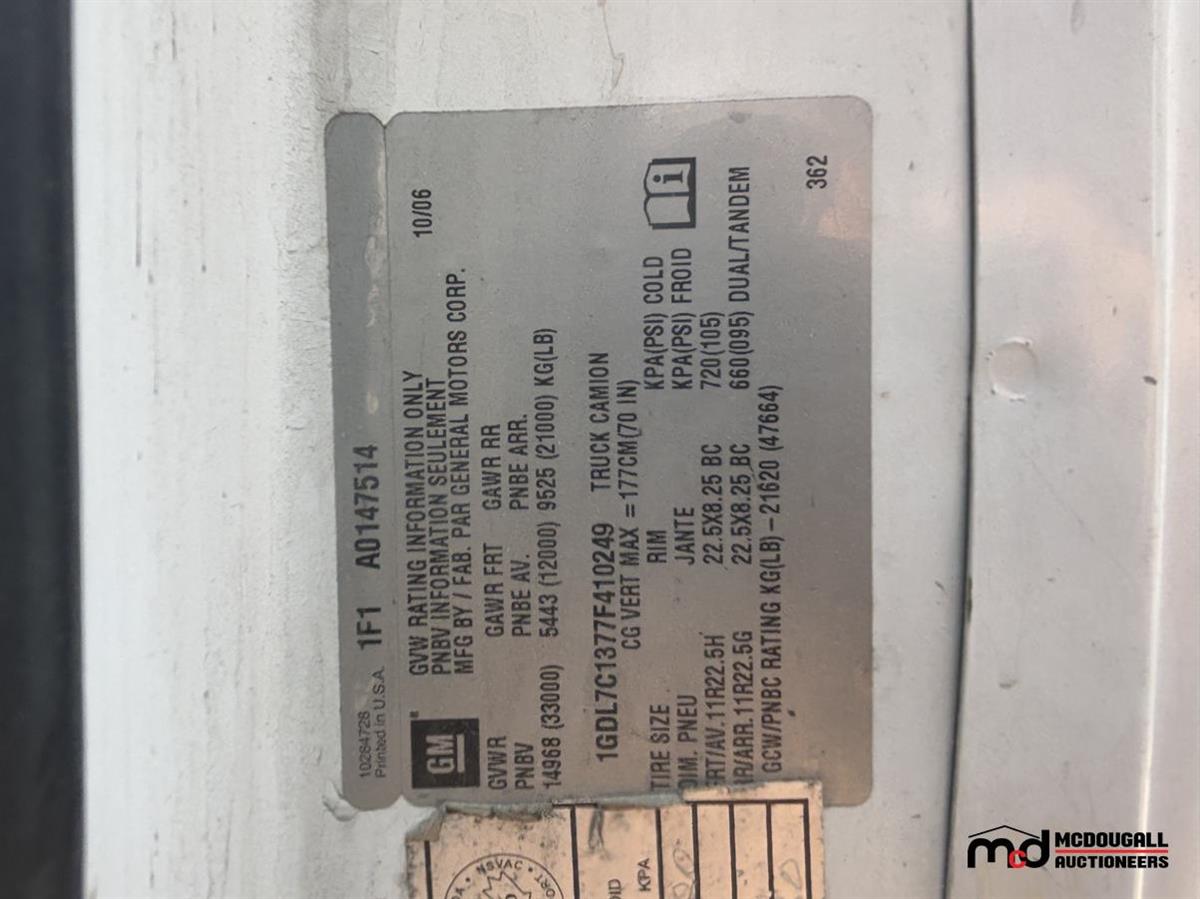 10284728
Printed in U.S.A.
1F1 A0147514
GM
10/06
GVW RATING INFORMATION ONLY
PNBV INFORMATION SEULEMENT
MFG BY / FAB. PAR GENERAL MOTORS CORP.
GVWR GAWR FRT GAWR RR
PNBV PNBE AV. PNBE ARR.
14968 (33000) 5443 (12000) 9525 (21000) KG(LB)
1GDL7C1377F410249 TRUCK CAMION
CG VERT MAX = 177CM(70 IN)
TIRE SIZE RIM KPA(PSI) COLD
DIM. PNEU JANTE KPA(PSI) FROID
FRT/AV.11R22.5H 22.5X8.25 BC 720(105)
RR/ARR.11R22.5G 22.5X8.25 BC 660(095) DUAL/TANDEM
GCW/PNBC RATING KG(LB)-21620 (47664)
362
NSVAC
KPA
MCD MCDOUGALL
AUCTIONEERS